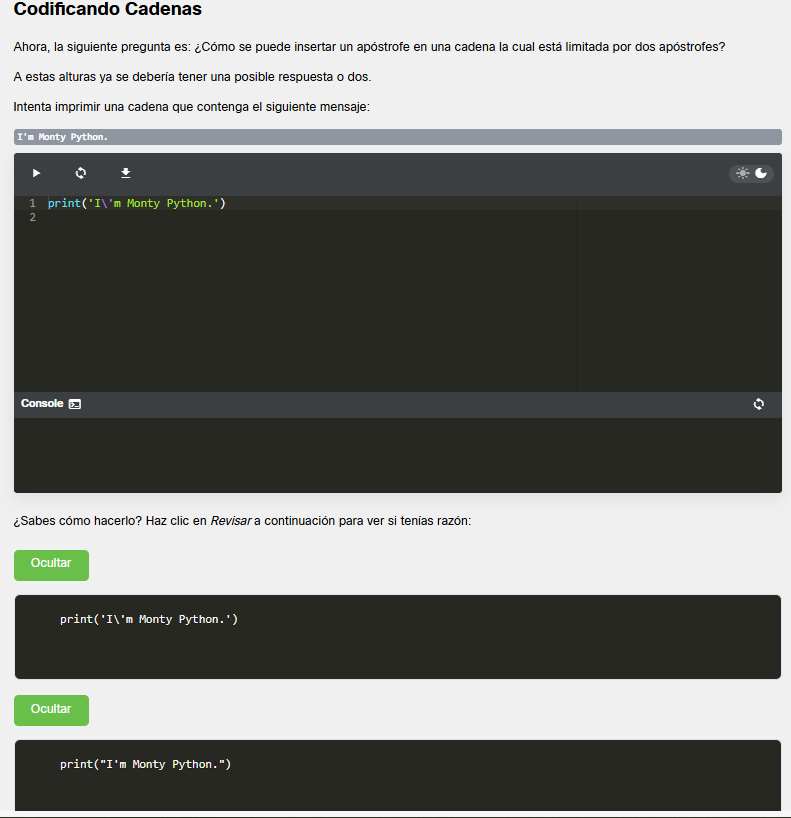 Codificando Cadenas
Ahora, la siguiente pregunta es: ¿Cómo se puede insertar un apóstrofe en una cadena la cual está limitada por dos apóstrofes?
A estas alturas ya se debería tener una posible respuesta o dos.
Intenta imprimir una cadena que contenga el siguiente mensaje:
I'm Monty Python.
1 print('I\'m Monty Python.')
2
Console
¿Sabes cómo hacerlo? Haz clic en Revisar a continuación para ver si tenías razón:
Ocultar
print('I\'m Monty Python.')
Ocultar
print("I'm Monty Python.")